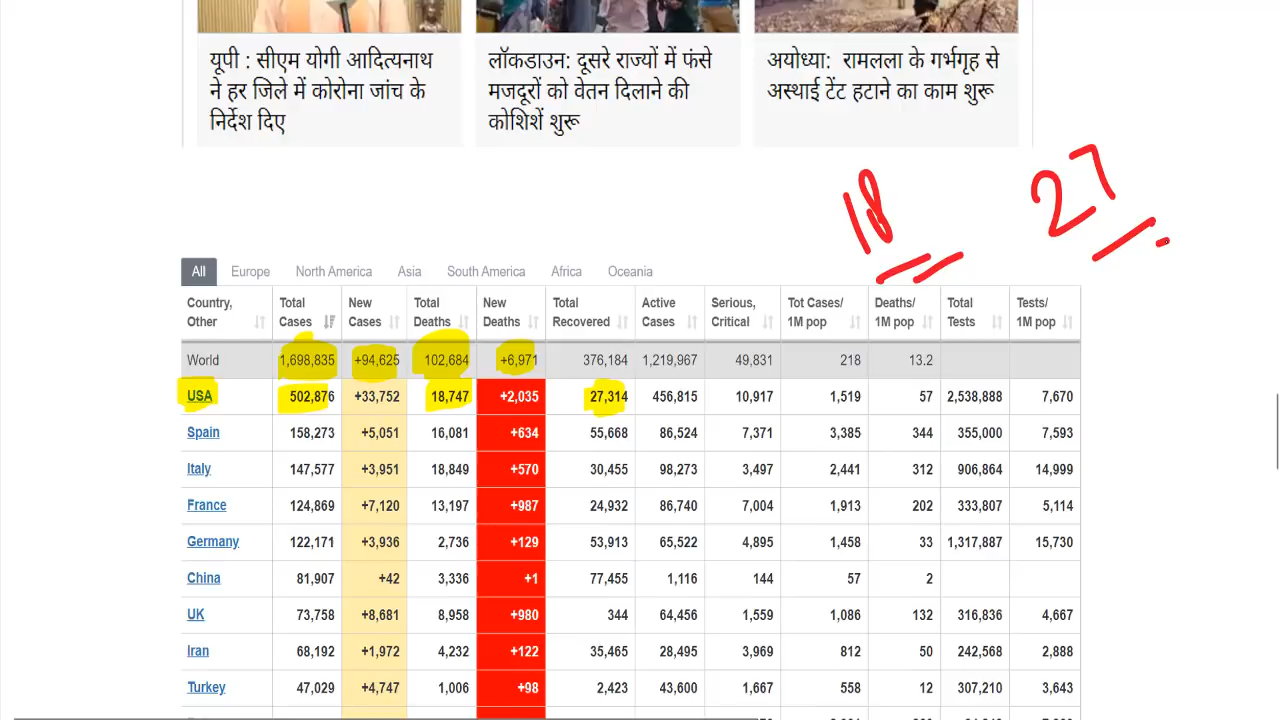 यूपी : सीएम योगी आदित्यनाथ
ने हर जिले में कोरोना जांच के
निर्देश दिए
लॉकडाउन: दूसरे राज्यों में फंसे
मजदूरों को वेतन दिलाने की
कोशिशें शुरू
अयोध्या: रामलला के गर्भगृह से
अस्थाई टेंट हटाने का काम शुरू
18 27
All Europe North America Asia South America Africa Oceania
Country, Total New Total New Total Active Serious, Tot Cases/ Deaths/ Total Tests/
Other Cases Cases Deaths Deaths Recovered Cases Critical 1M pop 1M pop Tests 1M pop
World 1,698,835 +94,625 102,684 +6,971 376,184 1,219,967 49,831 218 13.2
USA 502,876 +33,752 18,747 +2,035 27,314 456,815 10,917 1,519 57 2,538,888 7,670
Spain 158,273 +5,051 16,081 +634 55,668 86,524 7,371 3,385 344 355,000 7,593
Italy 147,577 +3,951 18,849 +570 30,455 98,273 3,497 2,441 312 906,864 14,999
France 124,869 +7,120 13,197 +987 24,932 86,740 7,004 1,913 202 333,807 5,114
Germany 122,171 +3,936 2,736 +129 53,913 65,522 4,895 1,458 33 1,317,887 15,730
China 81,907 +42 3,336 +1 77,455 1,116 144 57 2
UK 73,758 +8,681 8,958 +980 344 64,456 1,559 1,086 132 316,836 4,667
Iran 68,192 +1,972 4,232 +122 35,465 28,495 3,969 812 50 242,568 2,888
Turkey 47,029 +4,747 1,006 +98 2,423 43,600 1,667 558 12 307,210 3,643